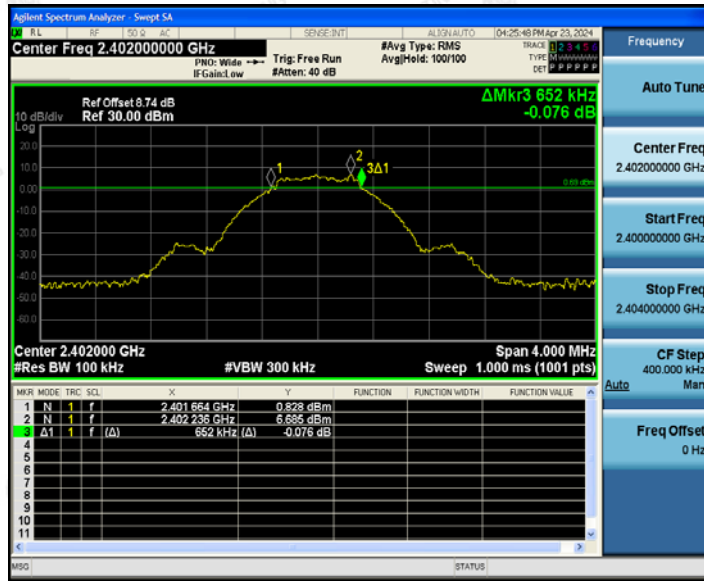 Agilent Spectrum Analyzer - Swept SA
RL RF 50 Ω AC SENSE:INT ALIGN AUTO 04:25:48 PM Apr 23, 2024
Center Freq 2.402000000 GHz
PNO: Wide
IFGain:Low
Trig: Free Run
#Atten: 40 dB
#Avg Type: RMS
Avg|Hold: 100/100
TRACE 1 2 3 4 5 6
TYPE MWWWWW
DET P P P P P P
ΔMkr3 652 kHz
-0.076 dB
Ref Offset 8.74 dB
10 dB/div Ref 30.00 dBm
Log
20.0
10.0
0.00
-10.0
-20.0
-30.0
-40.0
-50.0
-60.0
1
2
3Δ1
0.69 dBm
Center 2.402000 GHz Span 4.000 MHz
#Res BW 100 kHz #VBW 300 kHz Sweep 1.000 ms (1001 pts)
MKR MODE TRC SCL X Y FUNCTION FUNCTION WIDTH FUNCTION VALUE
1 N 1 f 2.401 664 GHz 0.828 dBm
2 N 1 f 2.402 236 GHz 6.685 dBm
3 Δ1 1 f (Δ) 652 kHz (Δ) -0.076 dB
4
5
6
7
8
9
10
11
MSG STATUS
Frequency
Auto Tune
Center Freq
2.402000000 GHz
Start Freq
2.400000000 GHz
Stop Freq
2.404000000 GHz
CF Step
400.000 kHz
Auto Man
Freq Offset
0 Hz